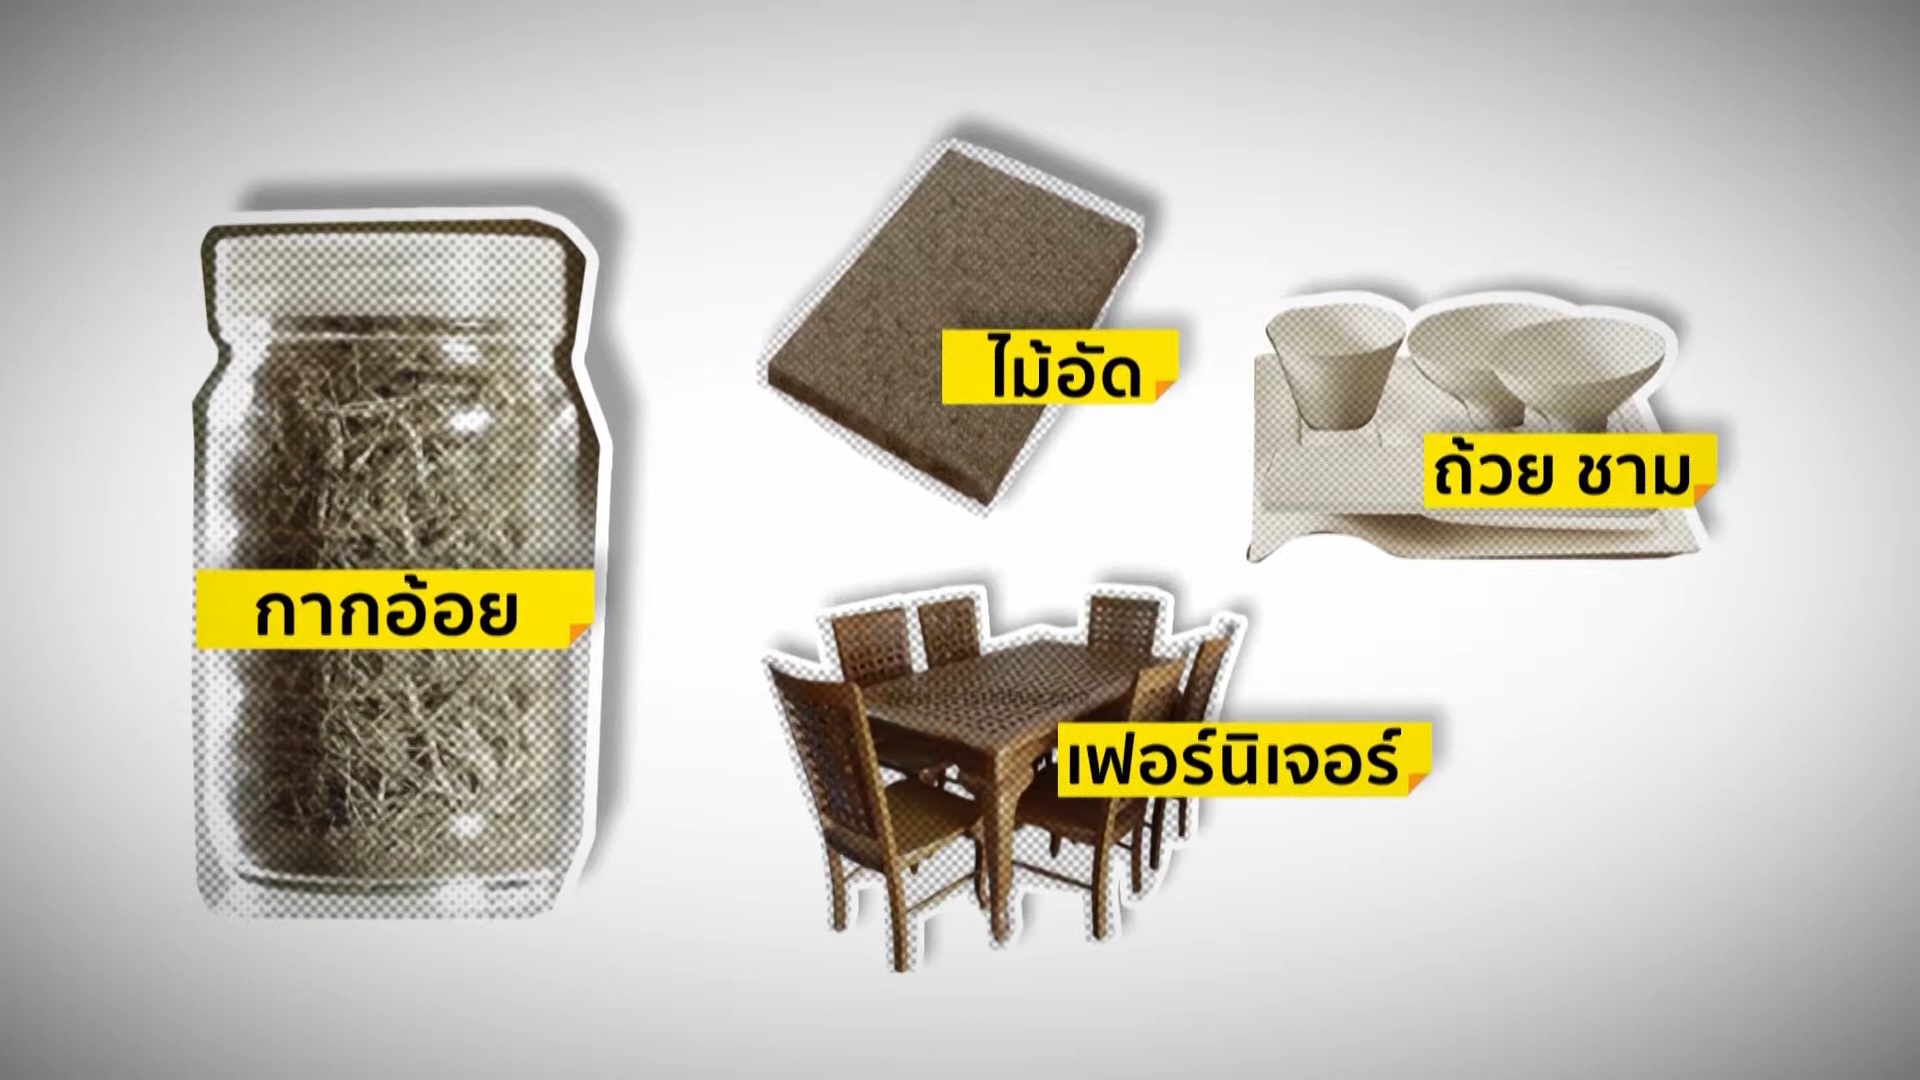 ไม้อัด
ถ้วย ชาม
กากอ้อย
เฟอร์นิเจอร์